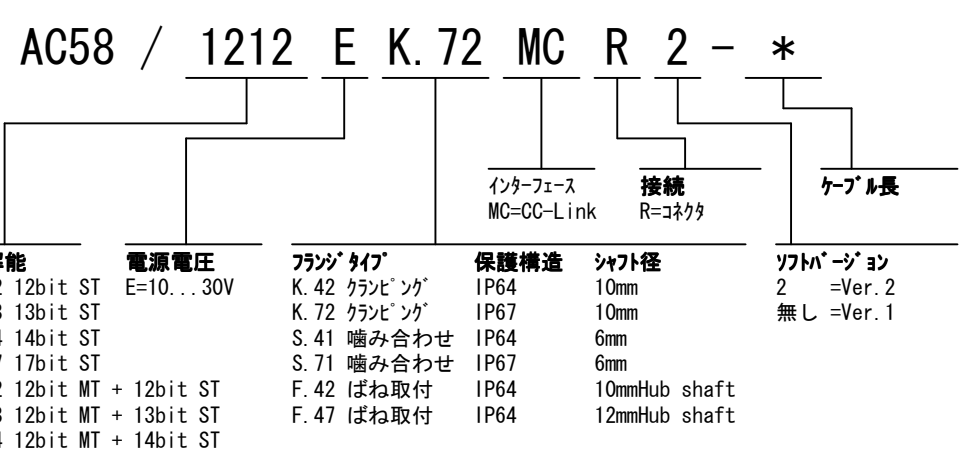 AC58 / 1212 E K.72 MC R 2 - *
インターフェース
MC=CC-Link
接続
R=コネクタ
ケーブル長
能
12bit ST
13bit ST
14bit ST
17bit ST
12bit MT + 12bit ST
12bit MT + 13bit ST
12bit MT + 14bit ST
電源電圧
E=10...30V
フランジタイプ 保護構造 シャフト径
K.42 クランピング IP64 10mm
K.72 クランピング IP67 10mm
S.41 噛み合わせ IP64 6mm
S.71 噛み合わせ IP67 6mm
F.42 ばね取付 IP64 10mmHub shaft
F.47 ばね取付 IP64 12mmHub shaft
ソフトバージョン
2 =Ver.2
無し =Ver.1